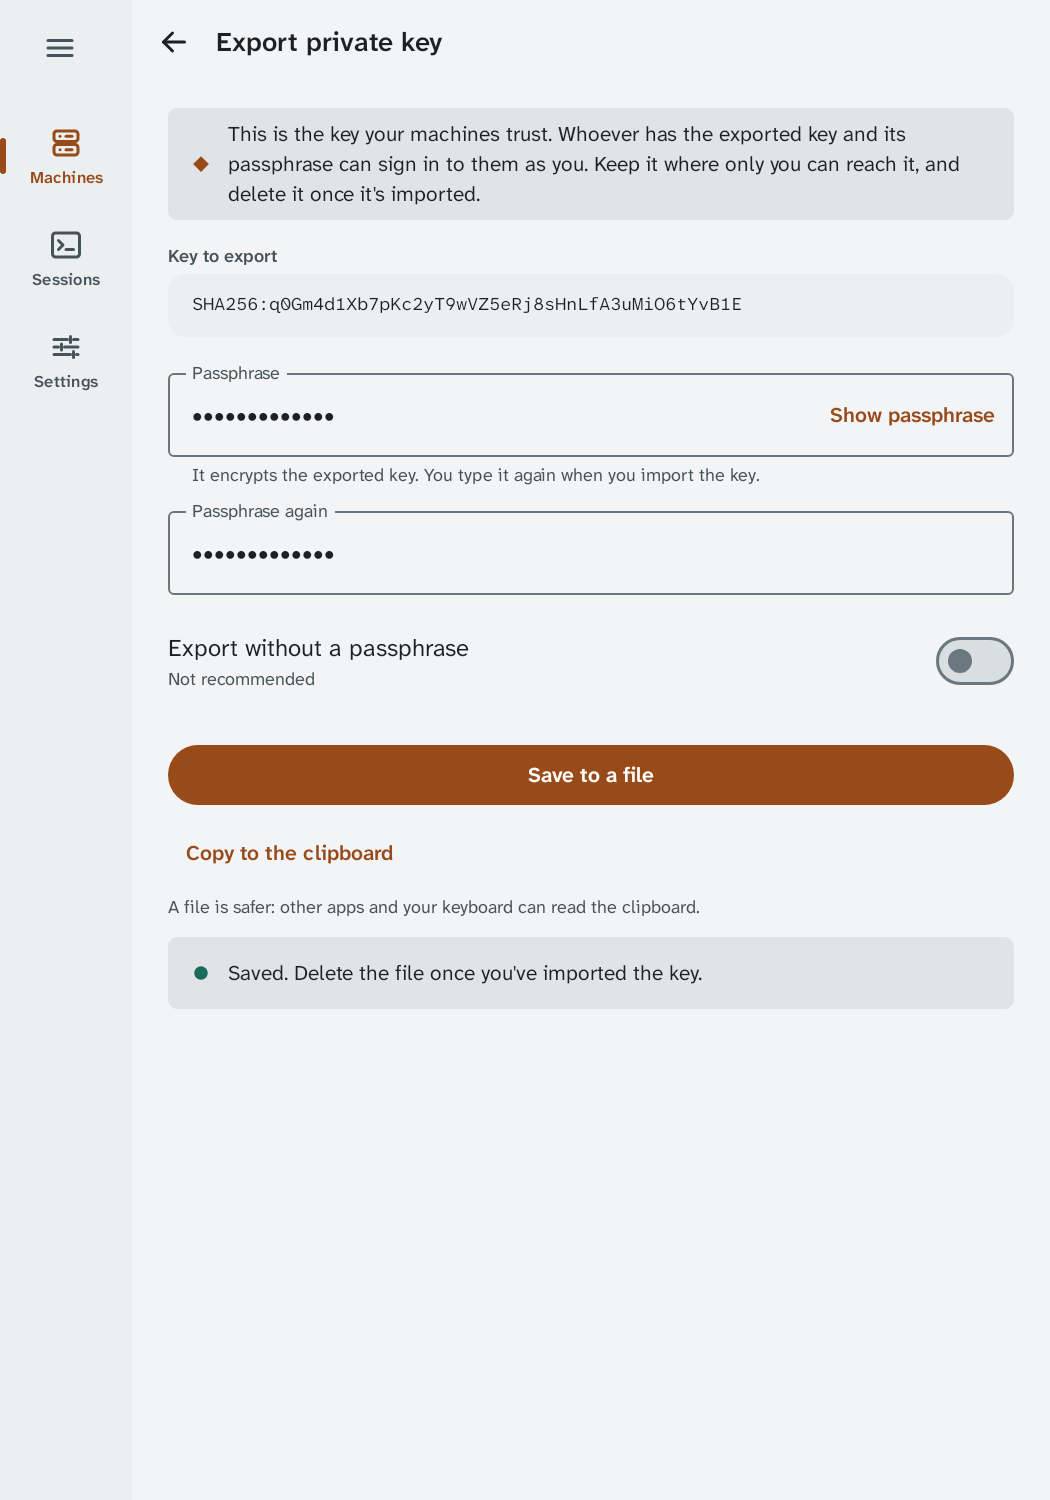 Export private key
Machines
Sessions
Settings
This is the key your machines trust. Whoever has the exported key and its
passphrase can sign in to them as you. Keep it where only you can reach it, and
delete it once it's imported.
Key to export
SHA256:q0Gm4d1Xb7pKc2yT9wVZ5eRj8sHnLfA3uMiO6tYvB1E
Passphrase
•••••••••••••
Show passphrase
It encrypts the exported key. You type it again when you import the key.
Passphrase again
•••••••••••••
Export without a passphrase
Not recommended
Save to a file
Copy to the clipboard
A file is safer: other apps and your keyboard can read the clipboard.
Saved. Delete the file once you've imported the key.